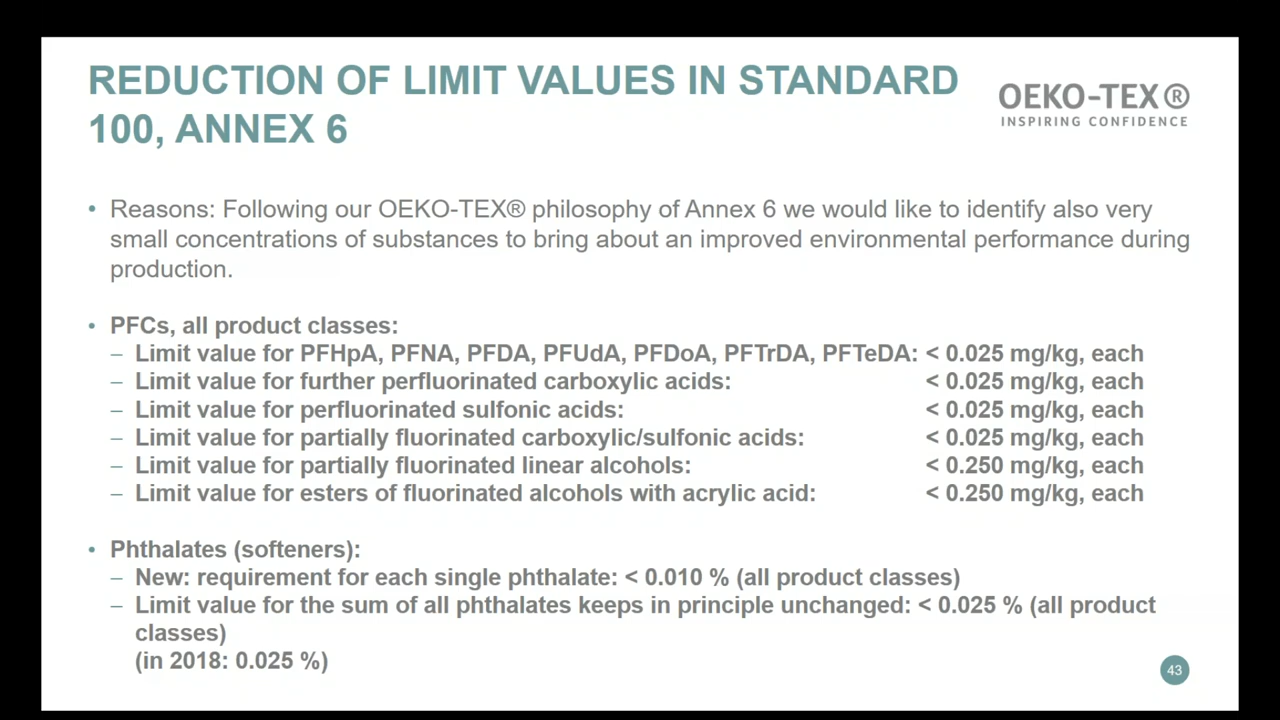 REDUCTION OF LIMIT VALUES IN STANDARD
100, ANNEX 6
OEKO-TEX®
INSPIRING CONFIDENCE
• Reasons: Following our OEKO-TEX® philosophy of Annex 6 we would like to identify also very
small concentrations of substances to bring about an improved environmental performance during
production.
• PFCs, all product classes:
– Limit value for PFHpA, PFNA, PFDA, PFUdA, PFDoA, PFTrDA, PFTeDA: < 0.025 mg/kg, each
– Limit value for further perfluorinated carboxylic acids: < 0.025 mg/kg, each
– Limit value for perfluorinated sulfonic acids: < 0.025 mg/kg, each
– Limit value for partially fluorinated carboxylic/sulfonic acids: < 0.025 mg/kg, each
– Limit value for partially fluorinated linear alcohols: < 0.250 mg/kg, each
– Limit value for esters of fluorinated alcohols with acrylic acid: < 0.250 mg/kg, each
• Phthalates (softeners):
– New: requirement for each single phthalate: < 0.010 % (all product classes)
– Limit value for the sum of all phthalates keeps in principle unchanged: < 0.025 % (all product
classes)
(in 2018: 0.025 %)
43